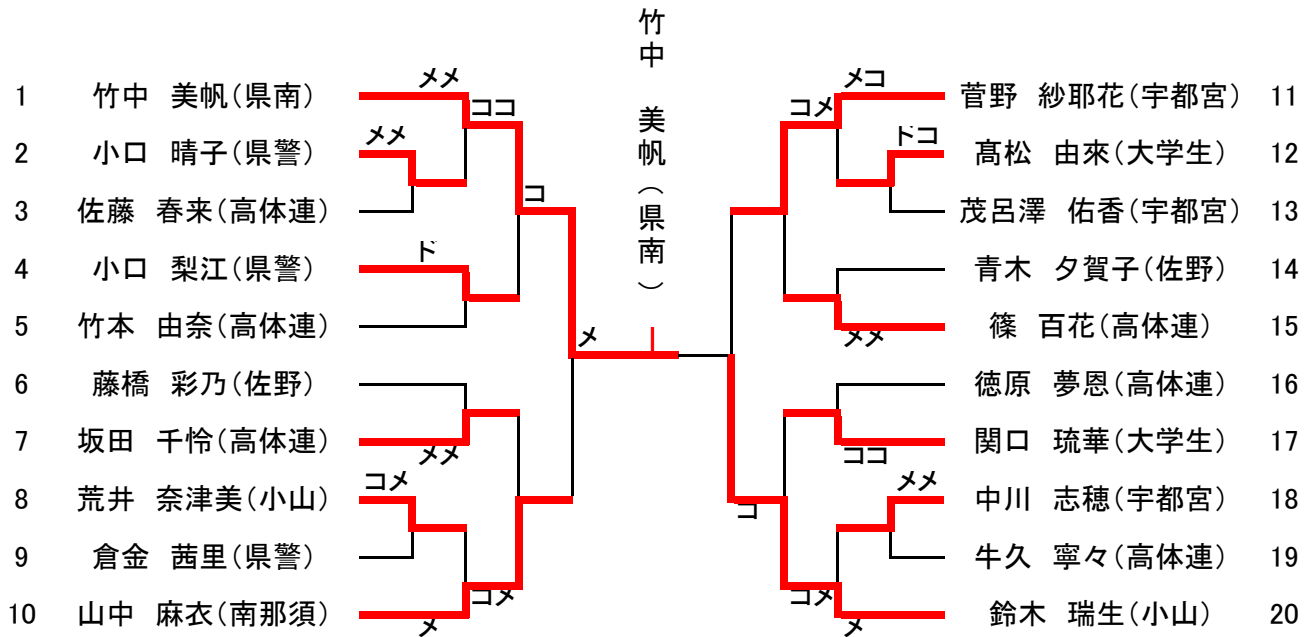 竹中 美帆（県南）
メメ
1 竹中 美帆(県南)
ココ
メメ
2 小口 晴子(県警)
3 佐藤 春来(高体連)
コ
ド
4 小口 梨江(県警)
5 竹本 由奈(高体連)
メ
6 藤橋 彩乃(佐野)
7 坂田 千怜(高体連)
メメ
コメ
8 荒井 奈津美(小山)
9 倉金 茜里(県警)
コメ
10 山中 麻衣(南那須)
メ
メコ
菅野 紗耶花(宇都宮) 11
コメ
ドコ
髙松 由來(大学生) 12
茂呂澤 佑香(宇都宮) 13
青木 夕賀子(佐野) 14
篠 百花(高体連) 15
メメ
徳原 夢恩(高体連) 16
関口 琉華(大学生) 17
ココ
メメ
中川 志穂(宇都宮) 18
コ
牛久 寧々(高体連) 19
コメ
鈴木 瑞生(小山) 20
メ